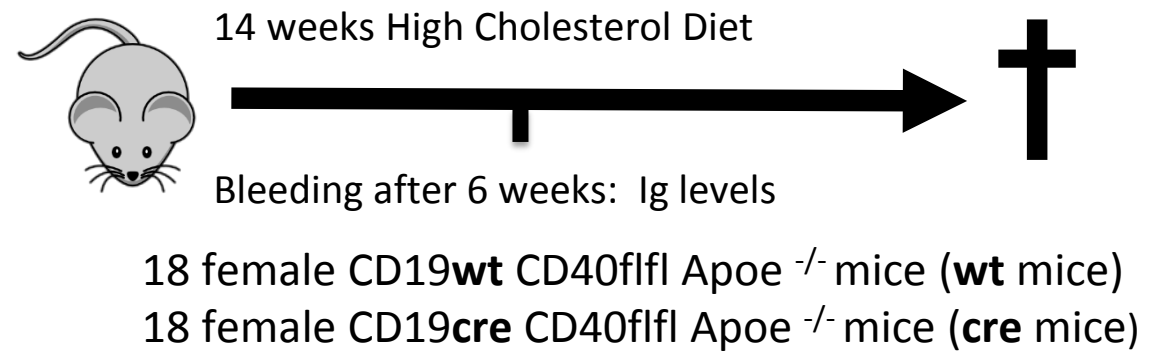 14 weeks High Cholesterol Diet
Bleeding after 6 weeks: Ig levels
18 female CD19wt CD40flfl Apoe -/- mice (wt mice)
18 female CD19cre CD40flfl Apoe -/- mice (cre mice)